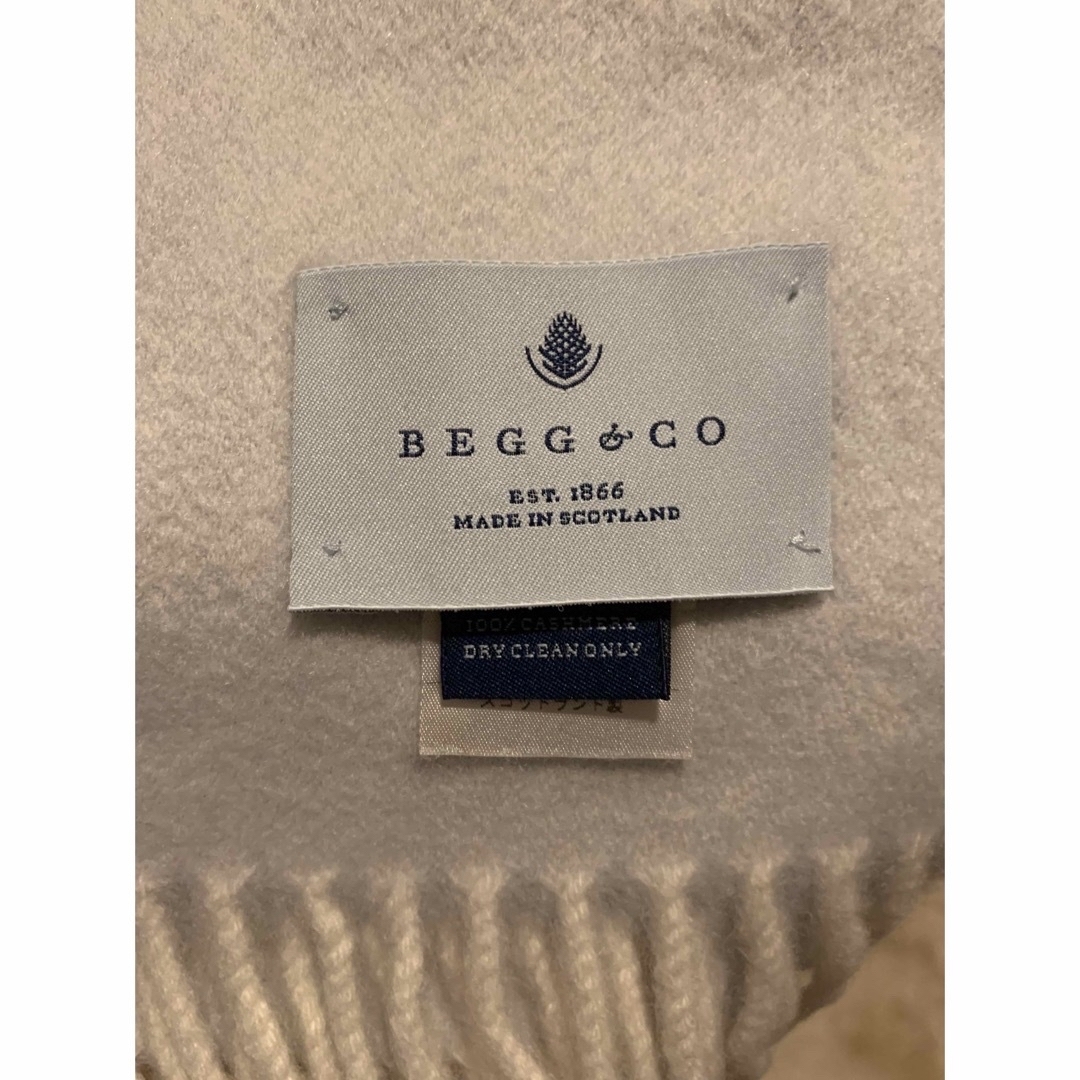 BEGG & CO
EST. 1866
MADE IN SCOTLAND
100% CASHMERE
DRY CLEAN ONLY
スコットランド製